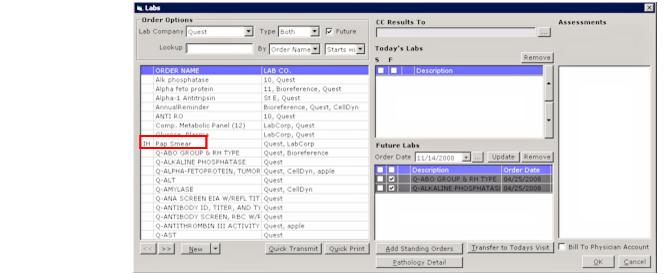 Labs
Order Options
Lab Company Quest Type Both Future
Lookup By Order Name Starts wi
CC Results To
...
Assessments
Today's Labs
S F Remove
Description
ORDER NAME LAB CO.
Alk phosphatase 10, Quest
Alpha feto protein 11, Bioreference, Quest
Alpha-1 Antitripsin St E, Quest
AnnualReminder Bioreference, Quest, CellDyn
ANTI RO 10, Quest
Comp. Metabolic Panel (12) LabCorp, Quest
Glucose, Plasma LabCorp, Quest
IH Pap Smear Quest, LabCorp
Q-ABO GROUP & RH TYPE Quest, Bioreference
Q-ALKALINE PHOSPHATASE Quest
Q-ALPHA-FETOPROTEIN, TUMOR Quest, CellDyn, apple
Q-ALT Quest
Q-AMYLASE Quest, CellDyn
Q-ANA SCREEN EIA W/REFL TIT Quest
Q-ANTIBODY ID, TITER, AND TY Quest
Q-ANTIBODY SCREEN, RBC W/R Quest
Q-ANTITHROMBIN III ACTIVITY Quest, apple
Q-AST Quest
Future Labs
Order Date 11/14/2008 ... Update Remove
Description Order Date
Q-ABO GROUP & RH TYPE 04/25/2008
Q-ALKALINE PHOSPHATASE 04/25/2008
<< >> New Quick Transmit Quick Print
Add Standing Orders Transfer to Todays Visit
Bill To Physician Account
Pathology Detail
OK Cancel